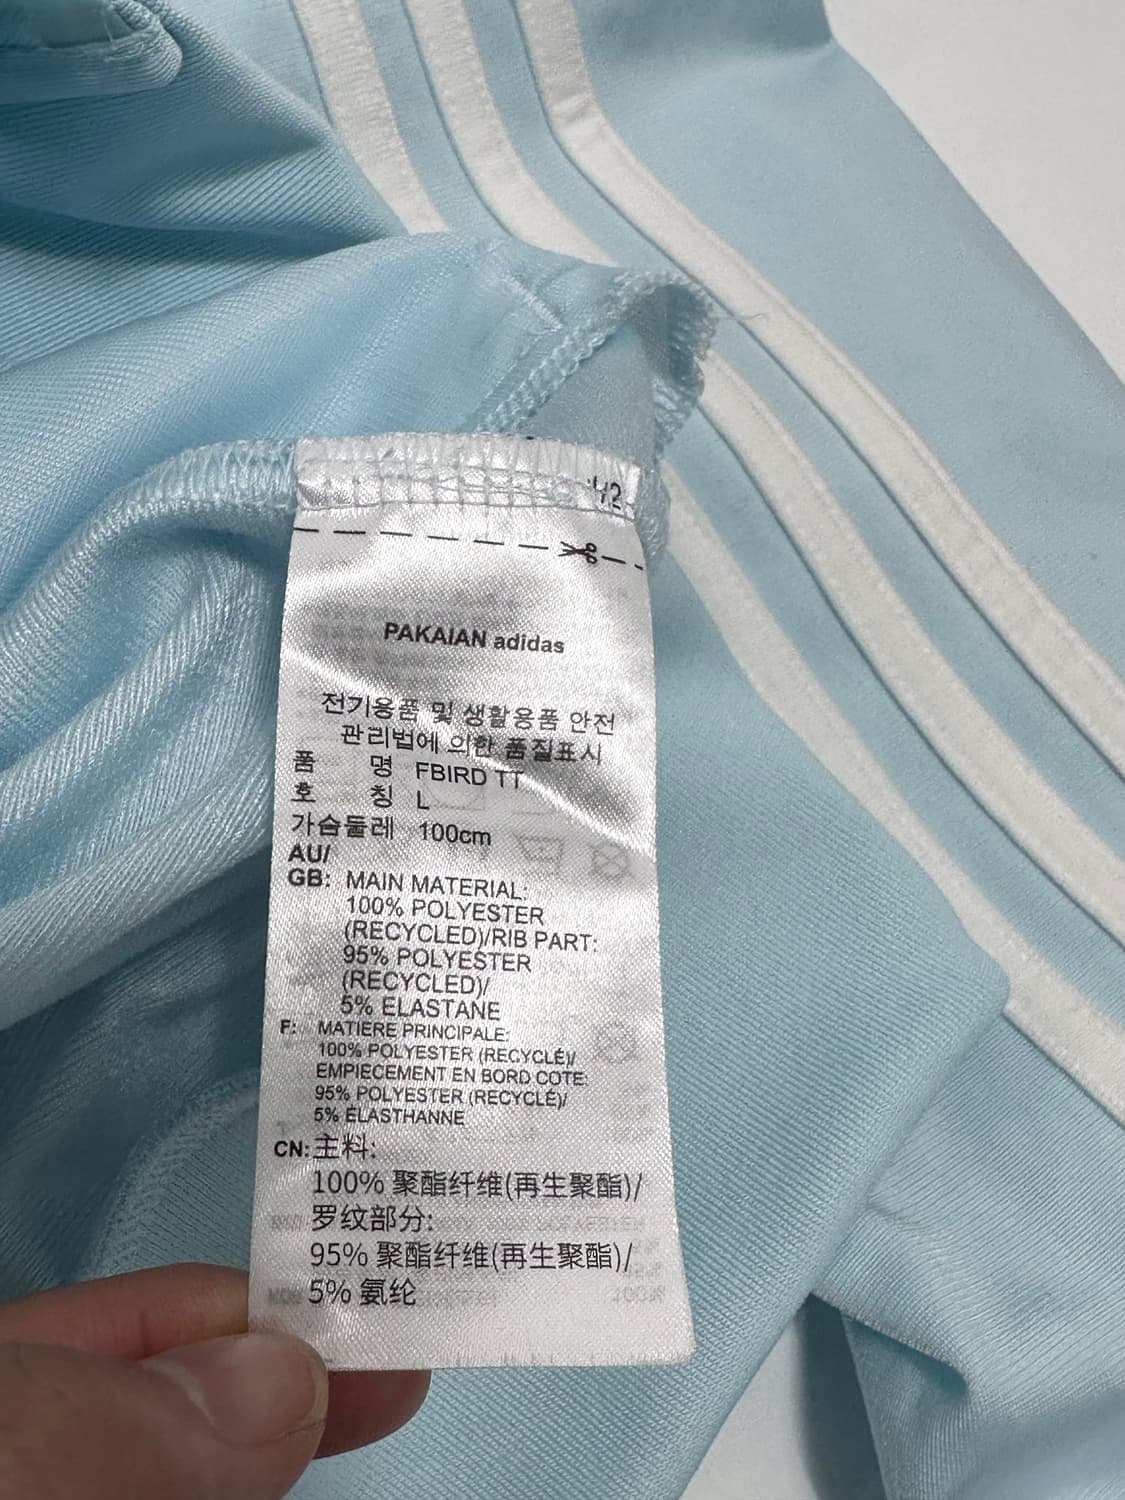 42
PAKAIAN adidas
전기용품 및 생활용품 안전
관리법에 의한 품질표시
품 명 FBIRD TT
호 칭 L
가슴둘레 100cm
AU/
GB: MAIN MATERIAL:
100% POLYESTER
(RECYCLED)/RIB PART:
95% POLYESTER
(RECYCLED)/
5% ELASTANE
F: MATIERE PRINCIPALE:
100% POLYESTER (RECYCLÉ)/
EMPIECEMENT EN BORD COTE:
95% POLYESTER (RECYCLÉ)/
5% ÉLASTHANNE
CN: 主料:
100% 聚酯纤维(再生聚酯)/
罗纹部分:
95% 聚酯纤维(再生聚酯)/
5% 氨纶